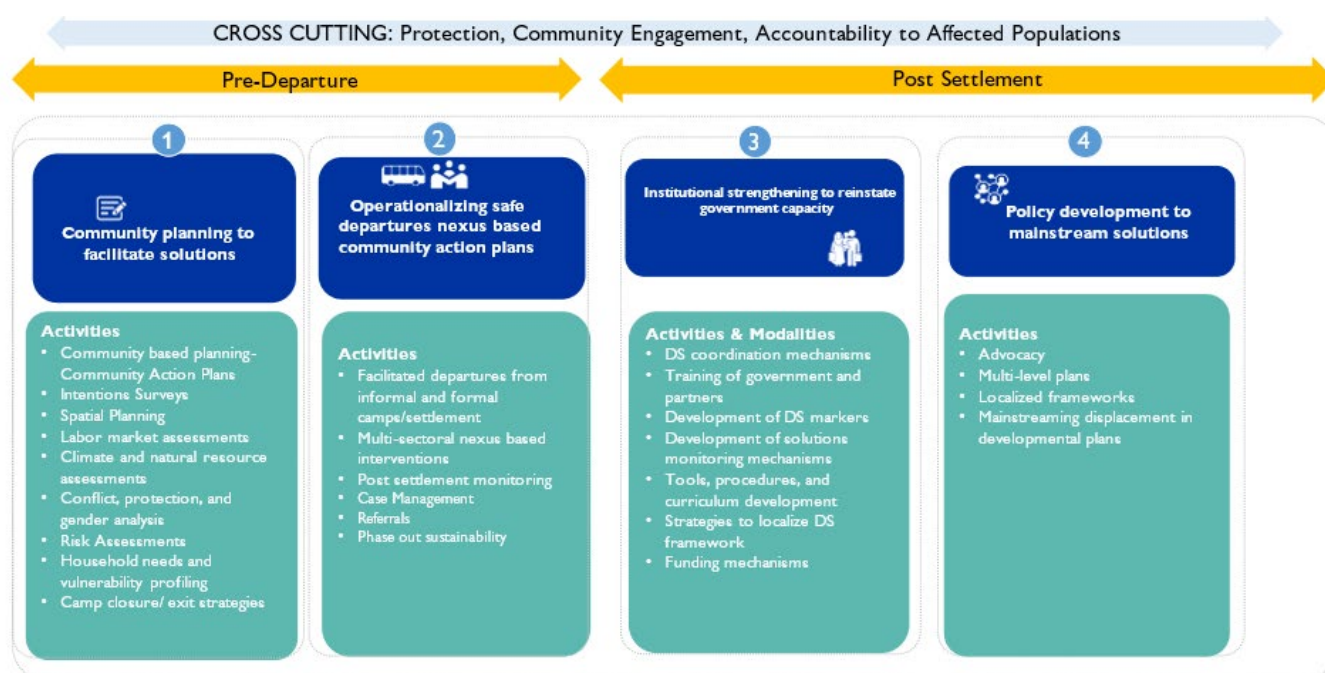 CROSS CUTTING: Protection, Community Engagement, Accountability to Affected Populations
Pre-Departure
Post Settlement
1
Community planning to
facilitate solutions
Activities
• Community based planning-
Community Action Plans
• Intentions Surveys
• Spatial Planning
• Labor market assessments
• Climate and natural resource
assessments
• Conflict, protection, and
gender analysis
• Risk Assessments
• Household needs and
vulnerability profiling
• Camp closure/ exit strategies
2
Operationalizing safe
departures nexus based
community action plans
Activities
• Facilitated departures from
informal and formal
camps/settlement
• Multi-sectoral nexus based
interventions
• Post settlement monitoring
• Case Management
• Referrals
• Phase out sustainability
3
Institutional strengthening to reinstate
government capacity
Activities & Modalities
• DS coordination mechanisms
• Training of government and
partners
• Development of DS markers
• Development of solutions
monitoring mechanisms
• Tools, procedures, and
curriculum development
• Strategies to localize DS
framework
• Funding mechanisms
4
Policy development to
mainstream solutions
Activities
• Advocacy
• Multi-level plans
• Localized frameworks
• Mainstreaming displacement in
developmental plans